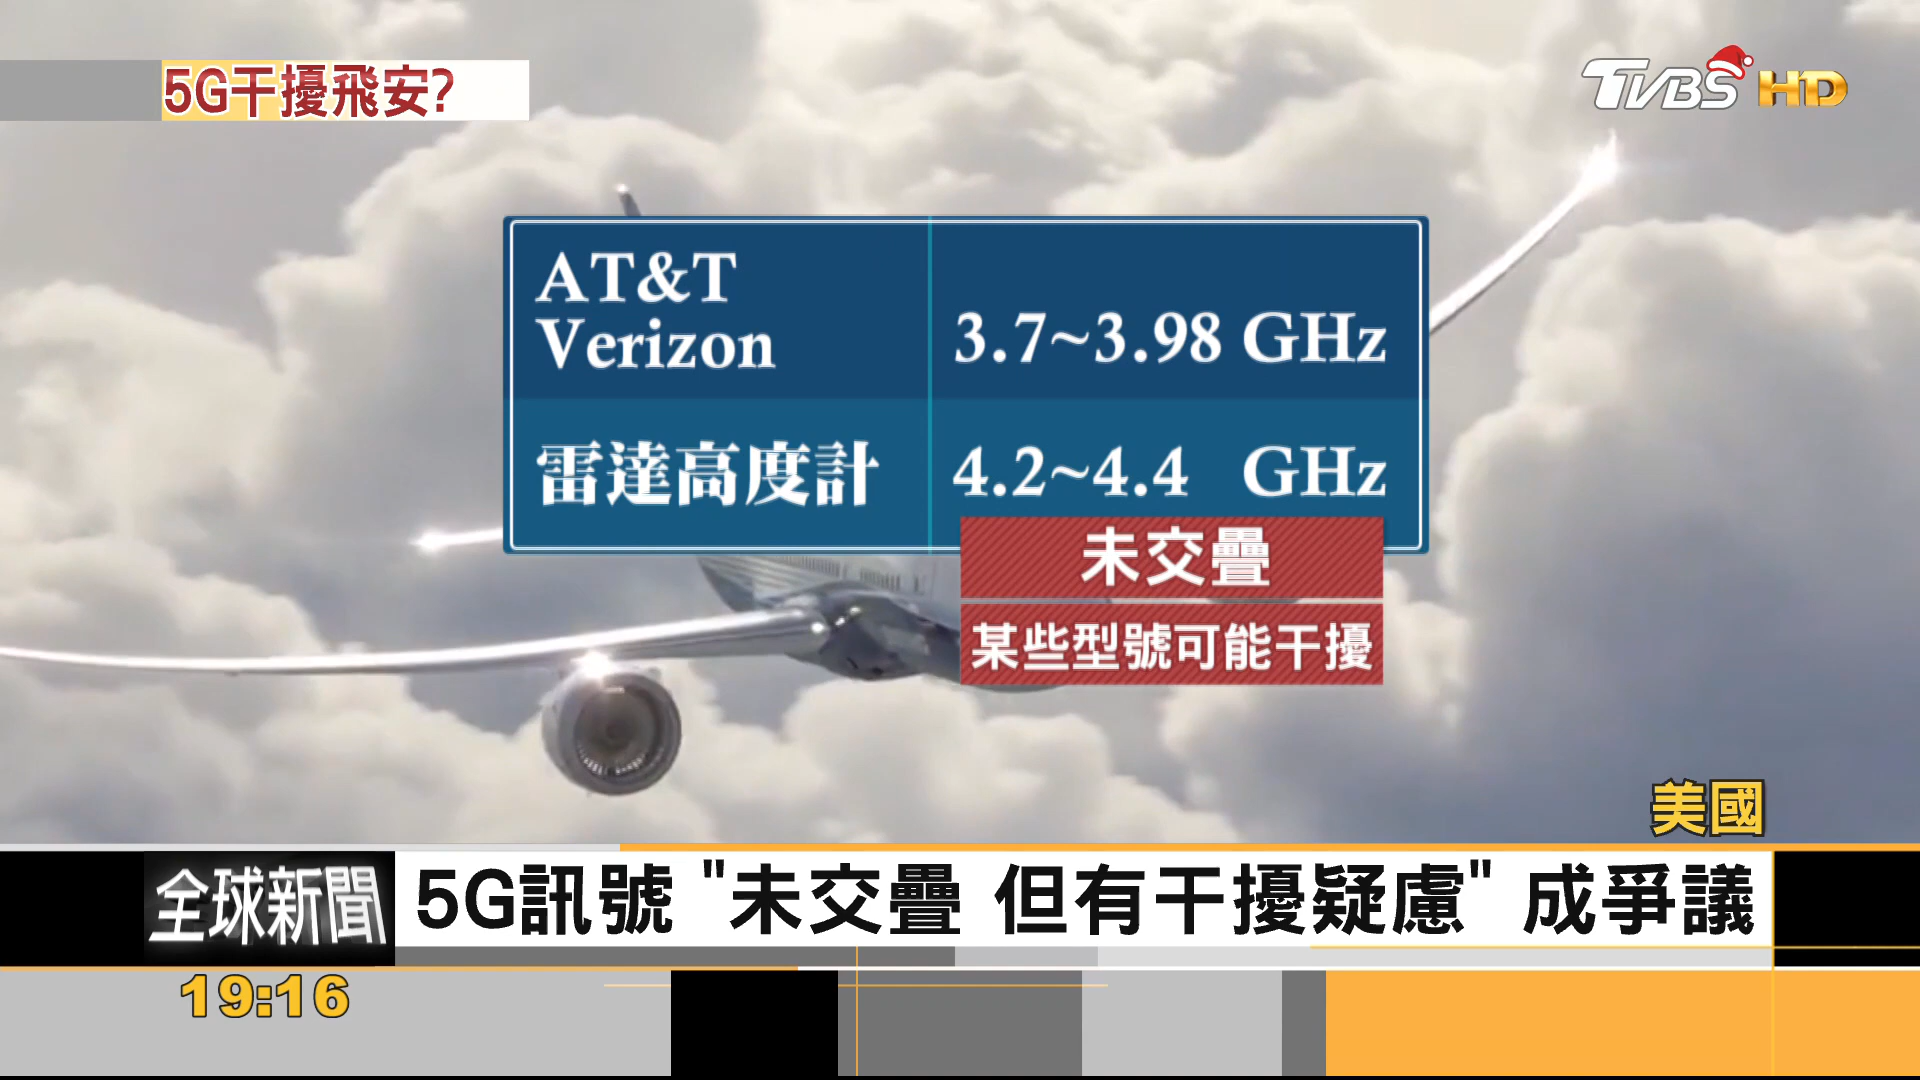 5G干擾飛安?
TVBS HD
AT&T
Verizon
3.7~3.98 GHz
雷達高度計
4.2~4.4 GHz
未交疊
某些型號可能干擾
美國
全球新聞
5G訊號 "未交疊 但有干擾疑慮" 成爭議
19:16